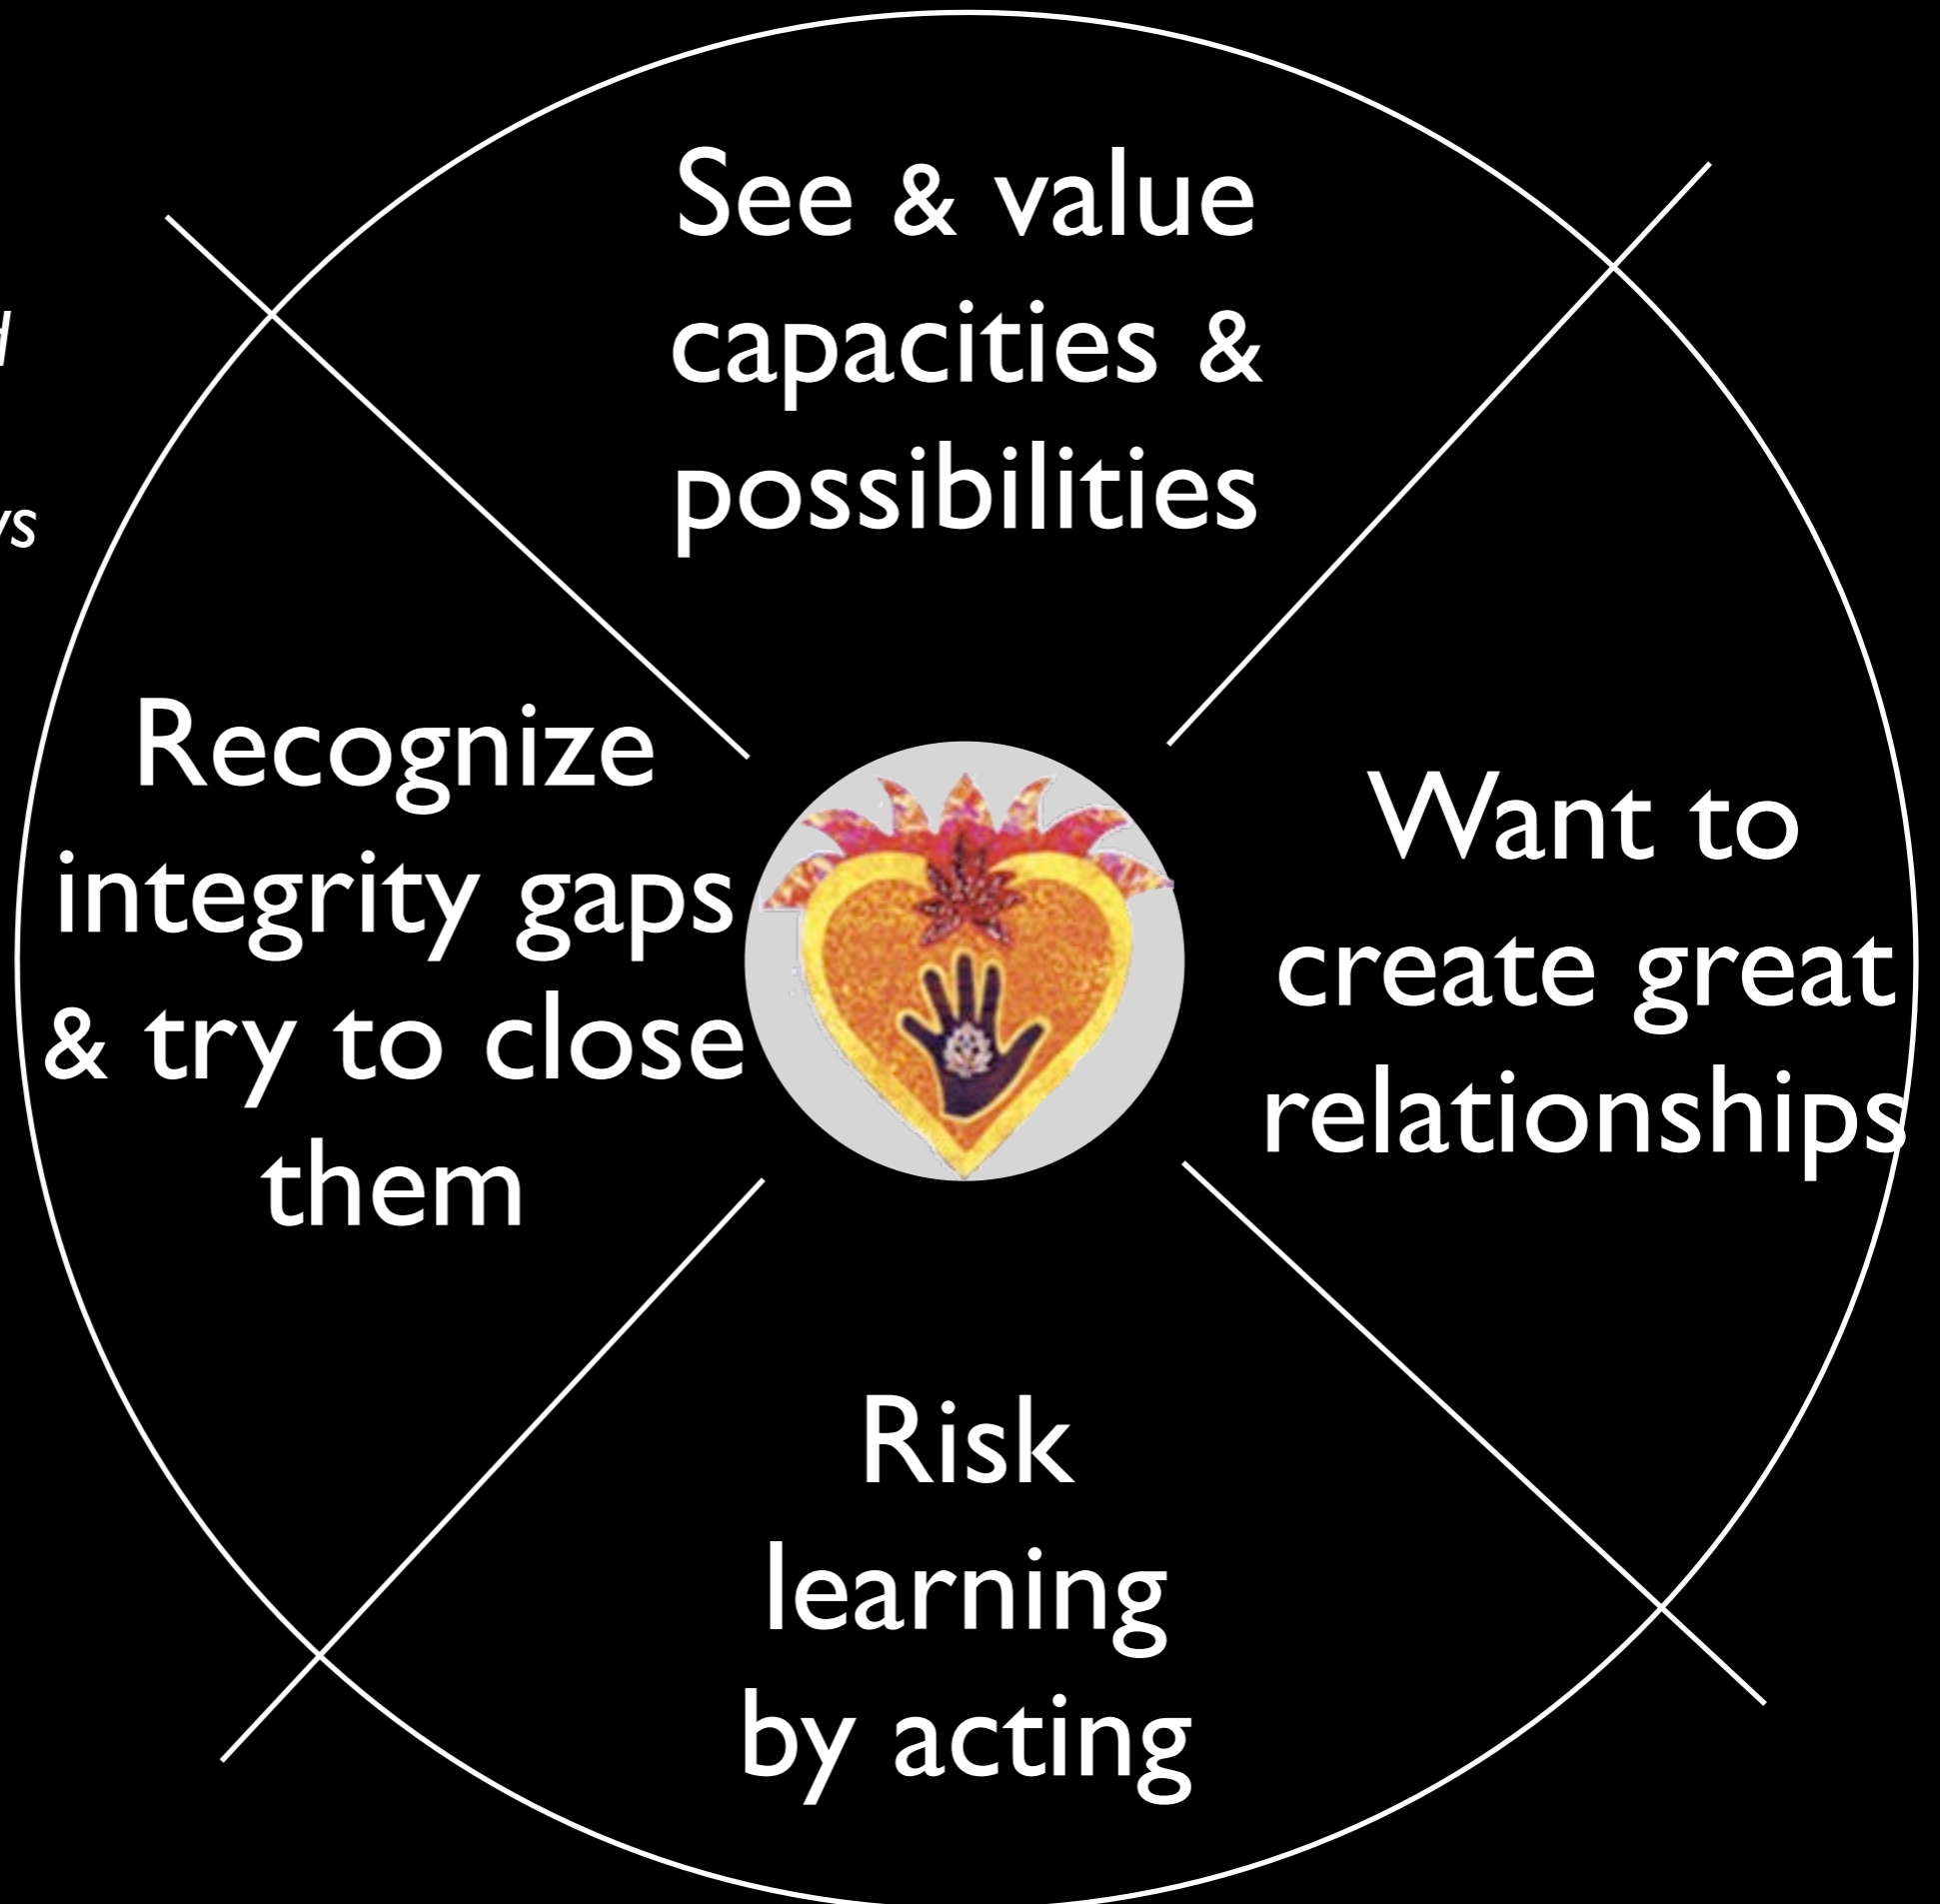 See & value
capacities &
possibilities
Recognize
integrity gaps
& try to close
them
Want to
create great
relationships
Risk
learning
by acting